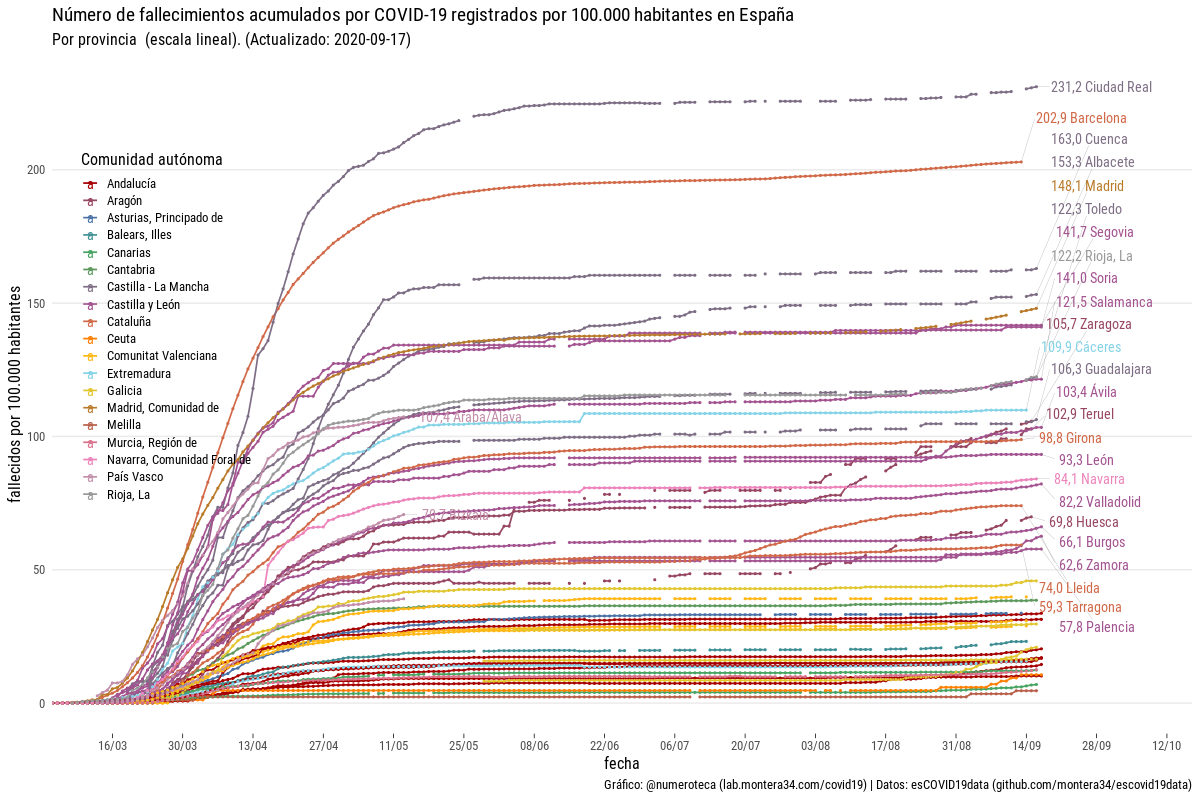 Número de fallecimientos acumulados por COVID-19 registrados por 100.000 habitantes en España
Por provincia  (escala lineal). (Actualizado: 2020-09-17)
fallecidos por 100.000 habitantes
200
150
100
50
0
Comunidad autónoma
Andalucía
Aragón
Asturias, Principado de
Balears, Illes
Canarias
Cantabria
Castilla - La Mancha
Castilla y León
Cataluña
Ceuta
Comunitat Valenciana
Extremadura
Galicia
Madrid, Comunidad de
Melilla
Murcia, Región de
Navarra, Comunidad Foral de
País Vasco
Rioja, La
107,4 Araba/Álava
231,2 Ciudad Real
202,9 Barcelona
163,0 Cuenca
153,3 Albacete
148,1 Madrid
122,3 Toledo
141,7 Segovia
122,2 Rioja, La
141,0 Soria
121,5 Salamanca
105,7 Zaragoza
109,9 Cáceres
106,3 Guadalajara
103,4 Ávila
102,9 Teruel
98,8 Girona
93,3 León
84,1 Navarra
82,2 Valladolid
69,8 Huesca
66,1 Burgos
62,6 Zamora
74,0 Lleida
59,3 Tarragona
57,8 Palencia
16/03
30/03
13/04
27/04
11/05
25/05
08/06
22/06
06/07
20/07
03/08
17/08
31/08
14/09
28/09
12/10
fecha
Gráfico: @numeroteca (lab.montera34.com/covid19) | Datos: esCOVID19data (github.com/montera34/escovid19data)